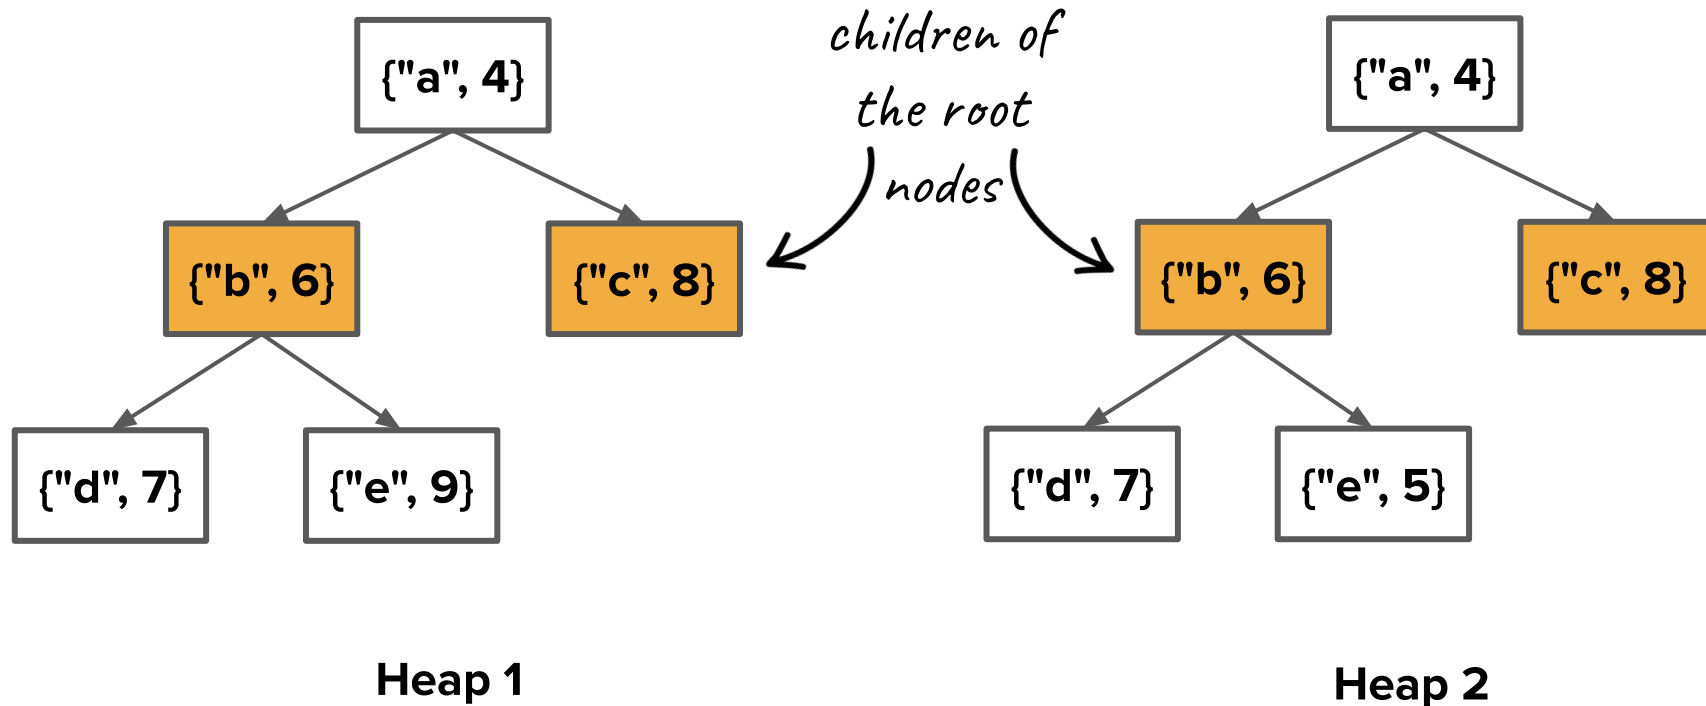 {"a", 4}
children of
the root
nodes
{"a", 4}
{"b", 6}
{"c", 8}
{"b", 6}
{"c", 8}
{"d", 7}
{"e", 9}
{"d", 7}
{"e", 5}
Heap 1
Heap 2